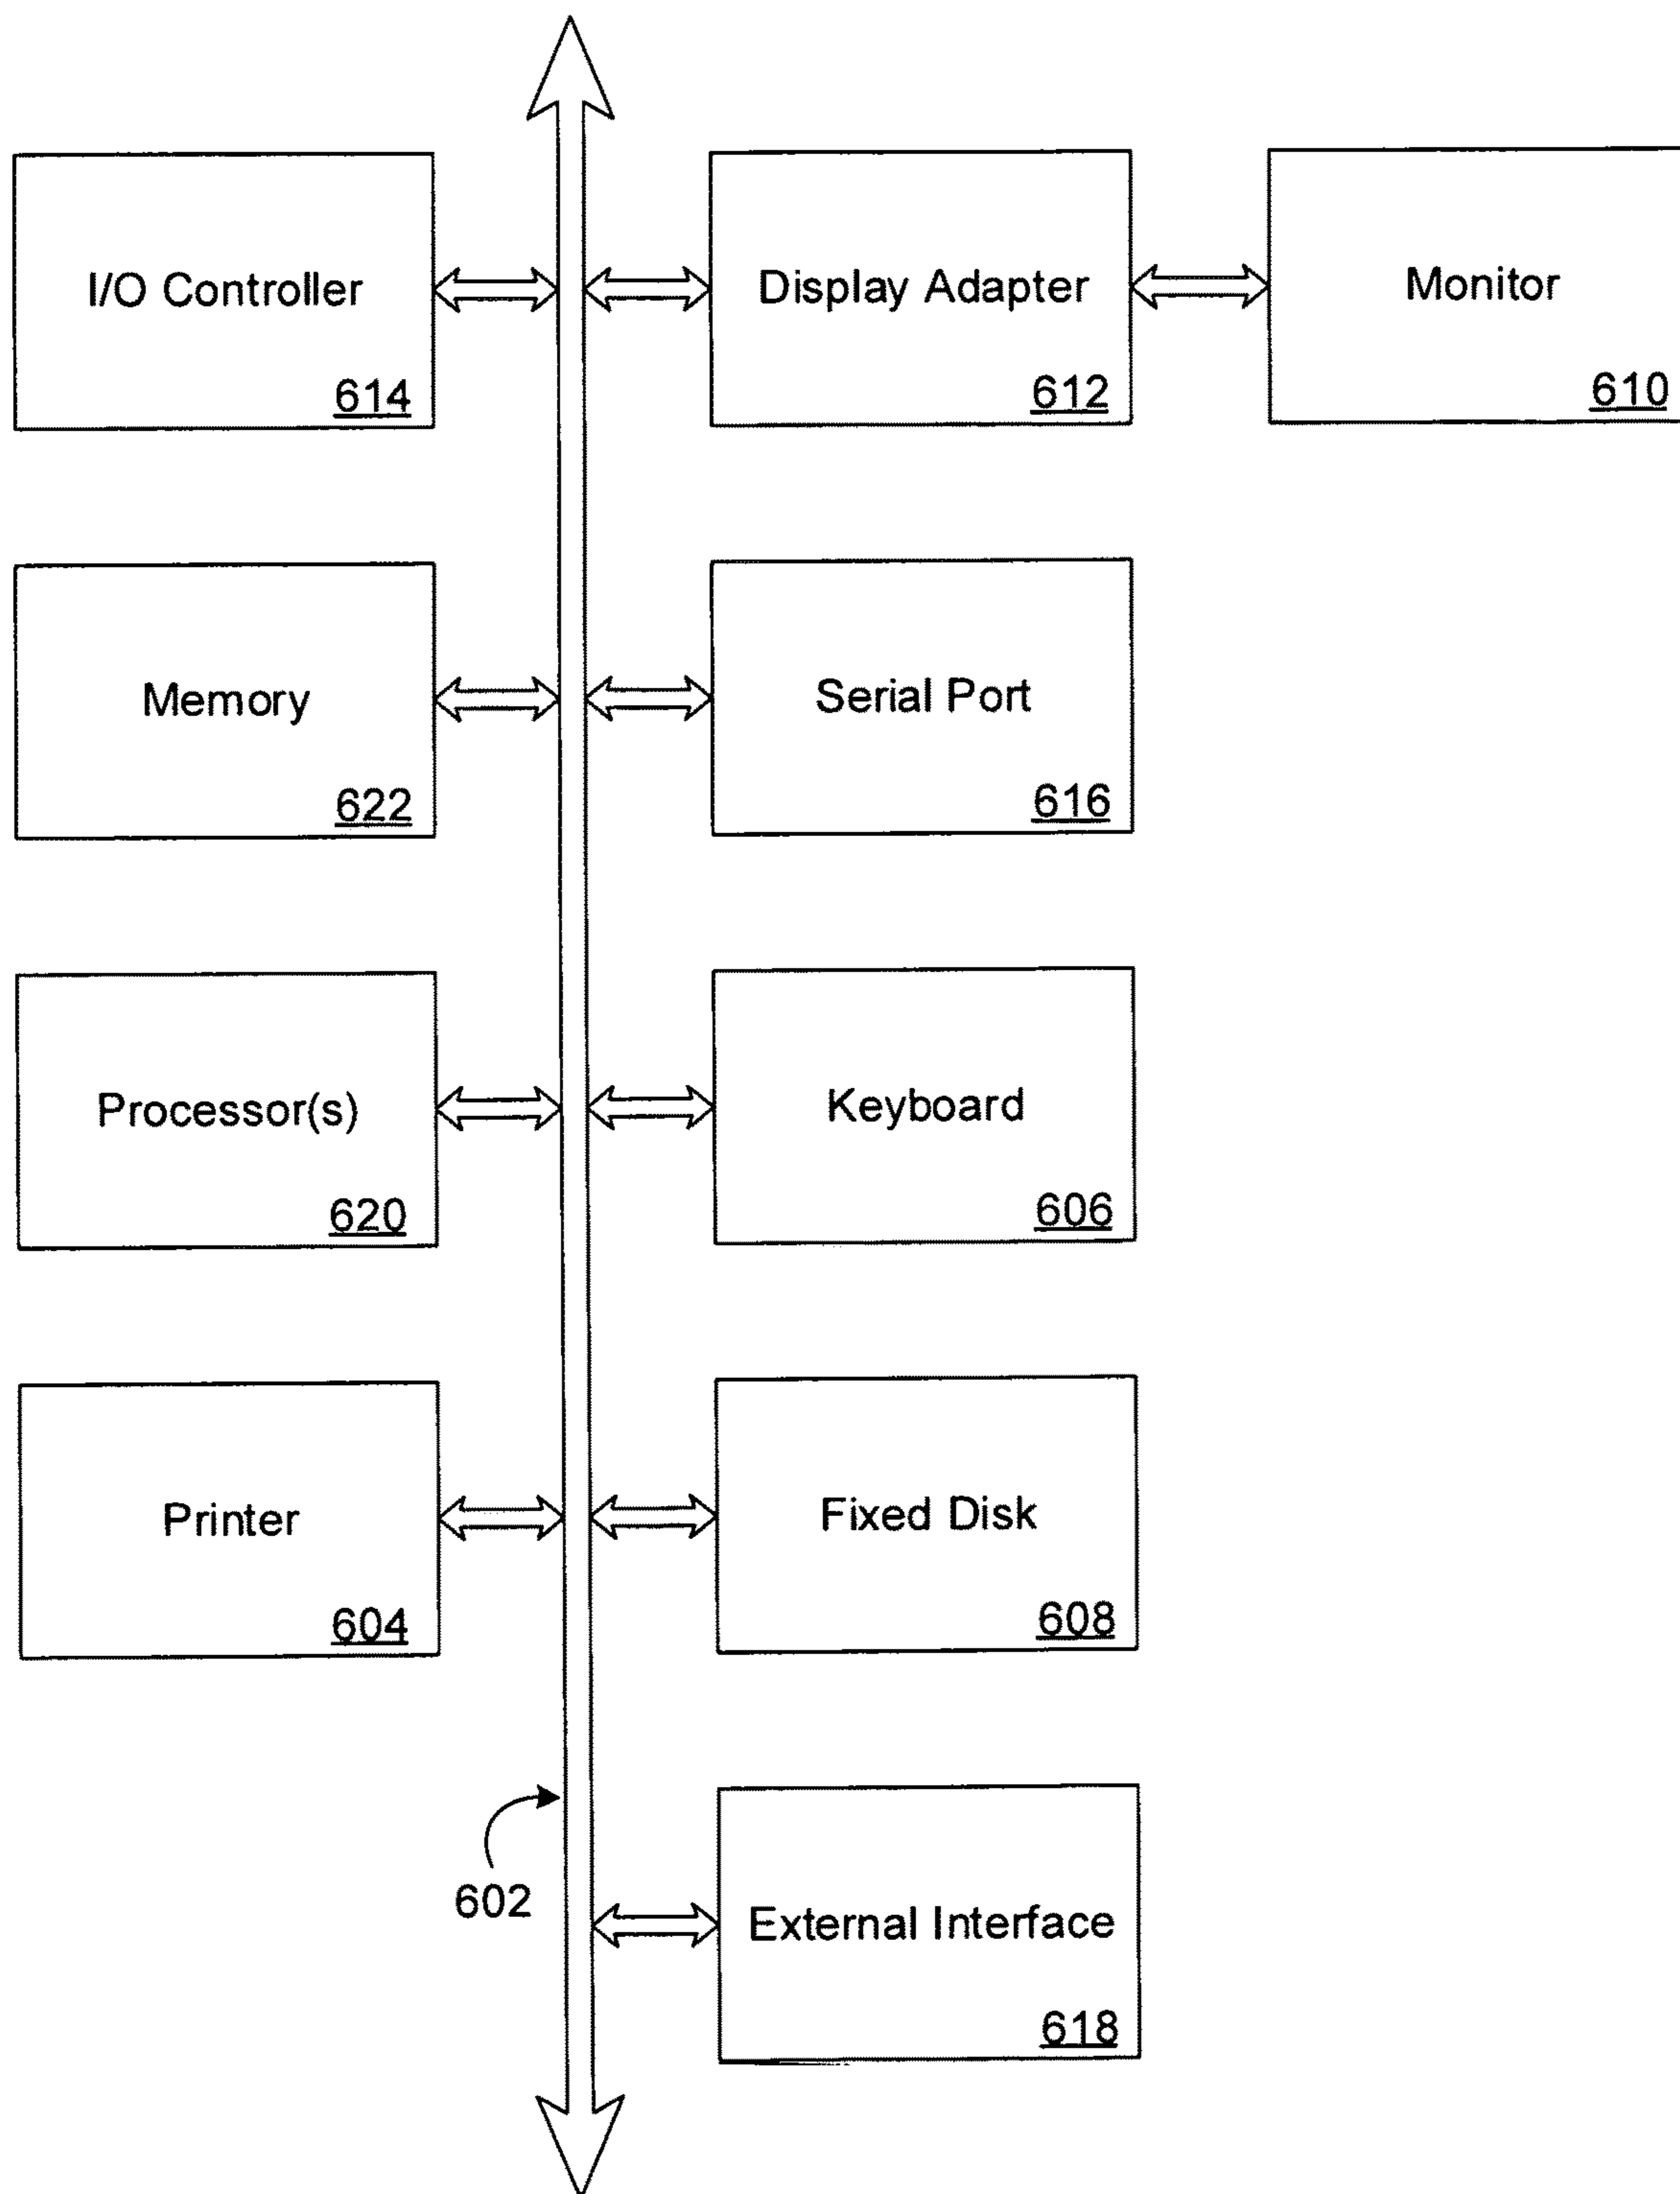 I/O Controller
614
Display Adapter
612
Monitor
610
Memory
622
Serial Port
616
Processor(s)
620
Keyboard
606
Printer
604
Fixed Disk
608
602
External Interface
618